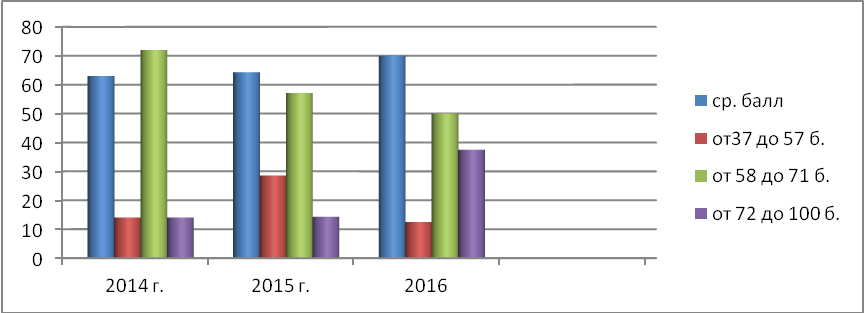 80
70
60
50
40
30
20
10
0
2014 г.
2015 г.
2016
ср. балл
от37 до 57 б.
от 58 до 71 б.
от 72 до 100 б.